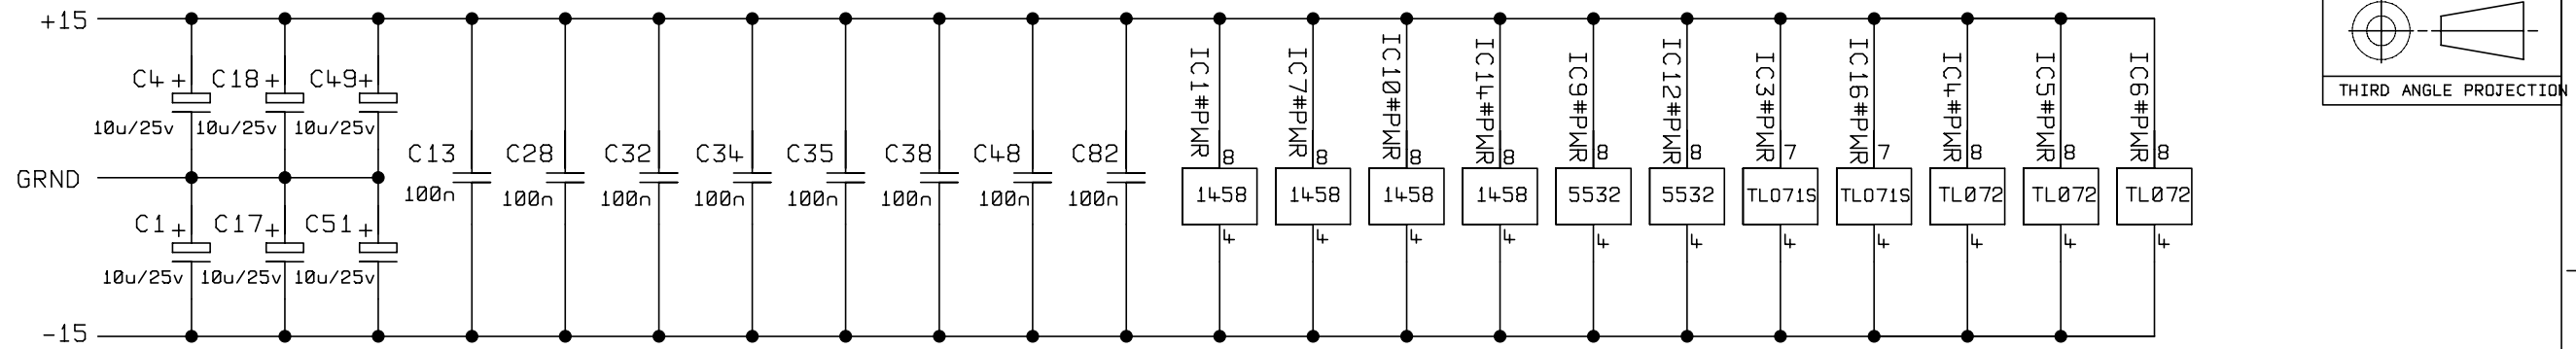 +15
C4 + C18 + C49+
10u/25v 10u/25v 10u/25v
GRND
C1 + C17 + C51 +
10u/25v 10u/25v 10u/25v
-15
C13 C28 C32 C34 C35 C38 C48 C82
100n 100n 100n 100n 100n 100n 100n 100n
IC1#PWR IC7#PWR IC10#PWR IC14#PWR IC9#PWR IC12#PWR IC3#PWR IC16#PWR IC4#PWR IC5#PWR IC6#PWR
8 8 8 8 8 8 7 7 8 8 8
1458 1458 1458 1458 5532 5532 TL071S TL071S TL072 TL072 TL072
4 4 4 4 4 4 4 4 4 4 4
THIRD ANGLE PROJECTION